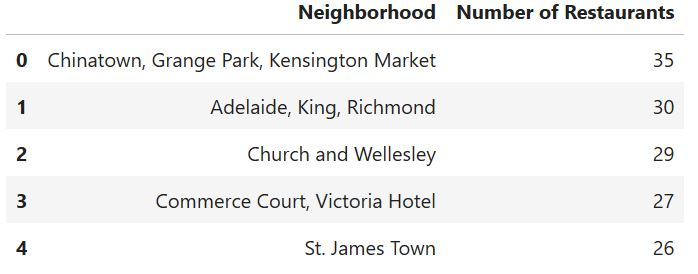 Neighborhood Number of Restaurants
0 Chinatown, Grange Park, Kensington Market 35
1 Adelaide, King, Richmond 30
2 Church and Wellesley 29
3 Commerce Court, Victoria Hotel 27
4 St. James Town 26